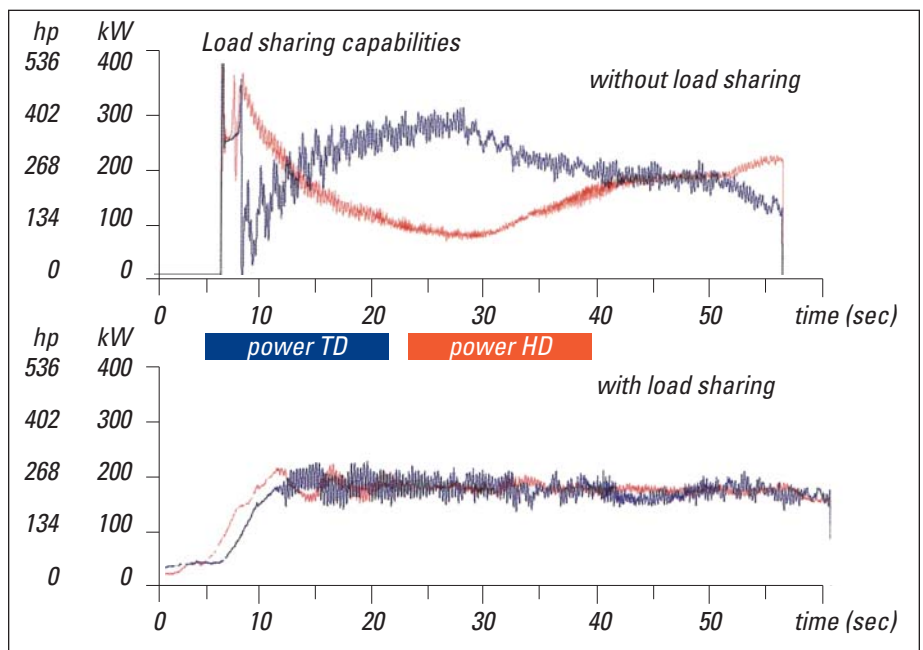 hp kW Load sharing capabilities
536 400
without load sharing
402 300
268 200
134 100
0 0
0 10 20 30 40 50 time (sec)
power TD power HD
hp kW
536 400
with load sharing
402 300
268 200
134 100
0 0
0 10 20 30 40 50 time (sec)